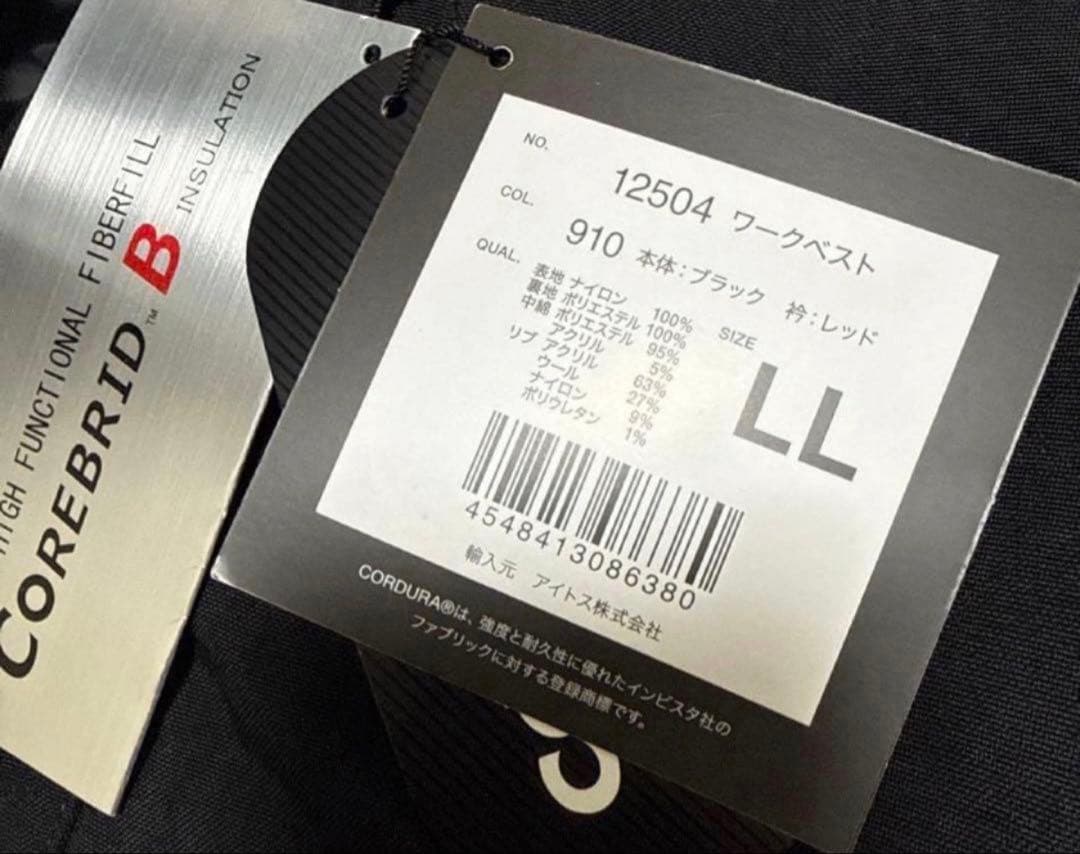 HIGH FUNCTIONAL FIBERFILL
COREBRID™ B INSULATION
NO.
12504 ワークベスト
COL.
910 本体：ブラック 衿：レッド
QUAL.
表地 ナイロン 100%
裏地 ポリエステル 100%
中綿 ポリエステル 95%
アクリル 5%
リブ アクリル 63%
ウール 27%
ナイロン 9%
ポリウレタン 1%
SIZE
LL
4548413086380
輸入元 アイトス株式会社
CORDURA®は、強度と耐久性に優れたインビスタ社の
ファブリックに対する登録商標です。